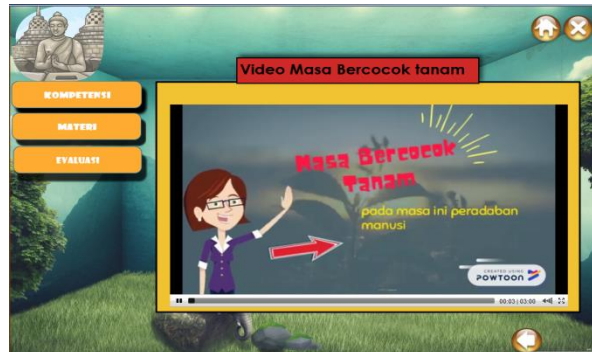 Video Masa Bercocok tanam
KOMPETENSI
MATERI
EVALUASI
Masa Bercocok
Tanam
pada masa ini peradaban
manusi
CREATED USING
POWTOON
00:03 | 03:00